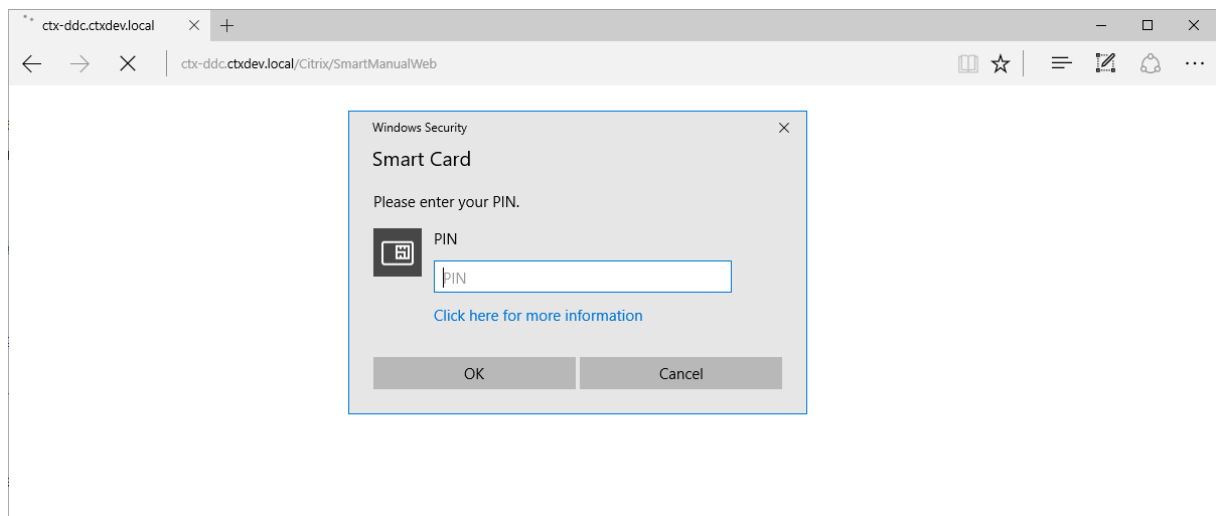 ctx-ddc.ctxdev.local
ctx-ddc.ctxdev.local/Citrix/SmartManualWeb
Windows Security
Smart Card
Please enter your PIN.
PIN
PIN
Click here for more information
OK Cancel